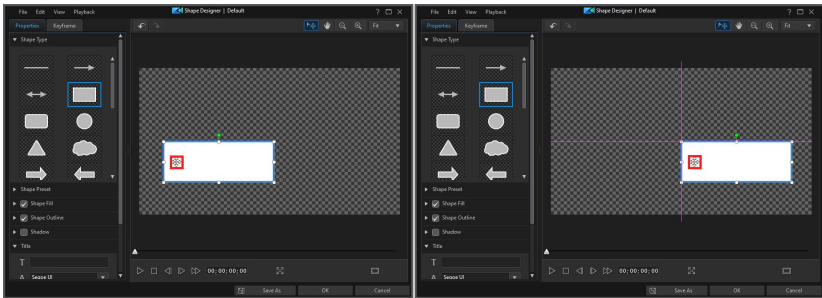 File Edit View Playback
Shape Designer | Default
? 
Properties Keyframe
Fit
Shape Type
Shape Preset
Shape Fill
Shape Outline
Shadow
Title
T
A Segoe UI
00;00;00;00
Save As OK Cancel
File Edit View Playback
Shape Designer | Default
?
Properties Keyframe
Fit
Shape Type
Shape Preset
Shape Fill
Shape Outline
Shadow
Title
T
A Segoe UI
00;00;00;00
Save As OK Cancel